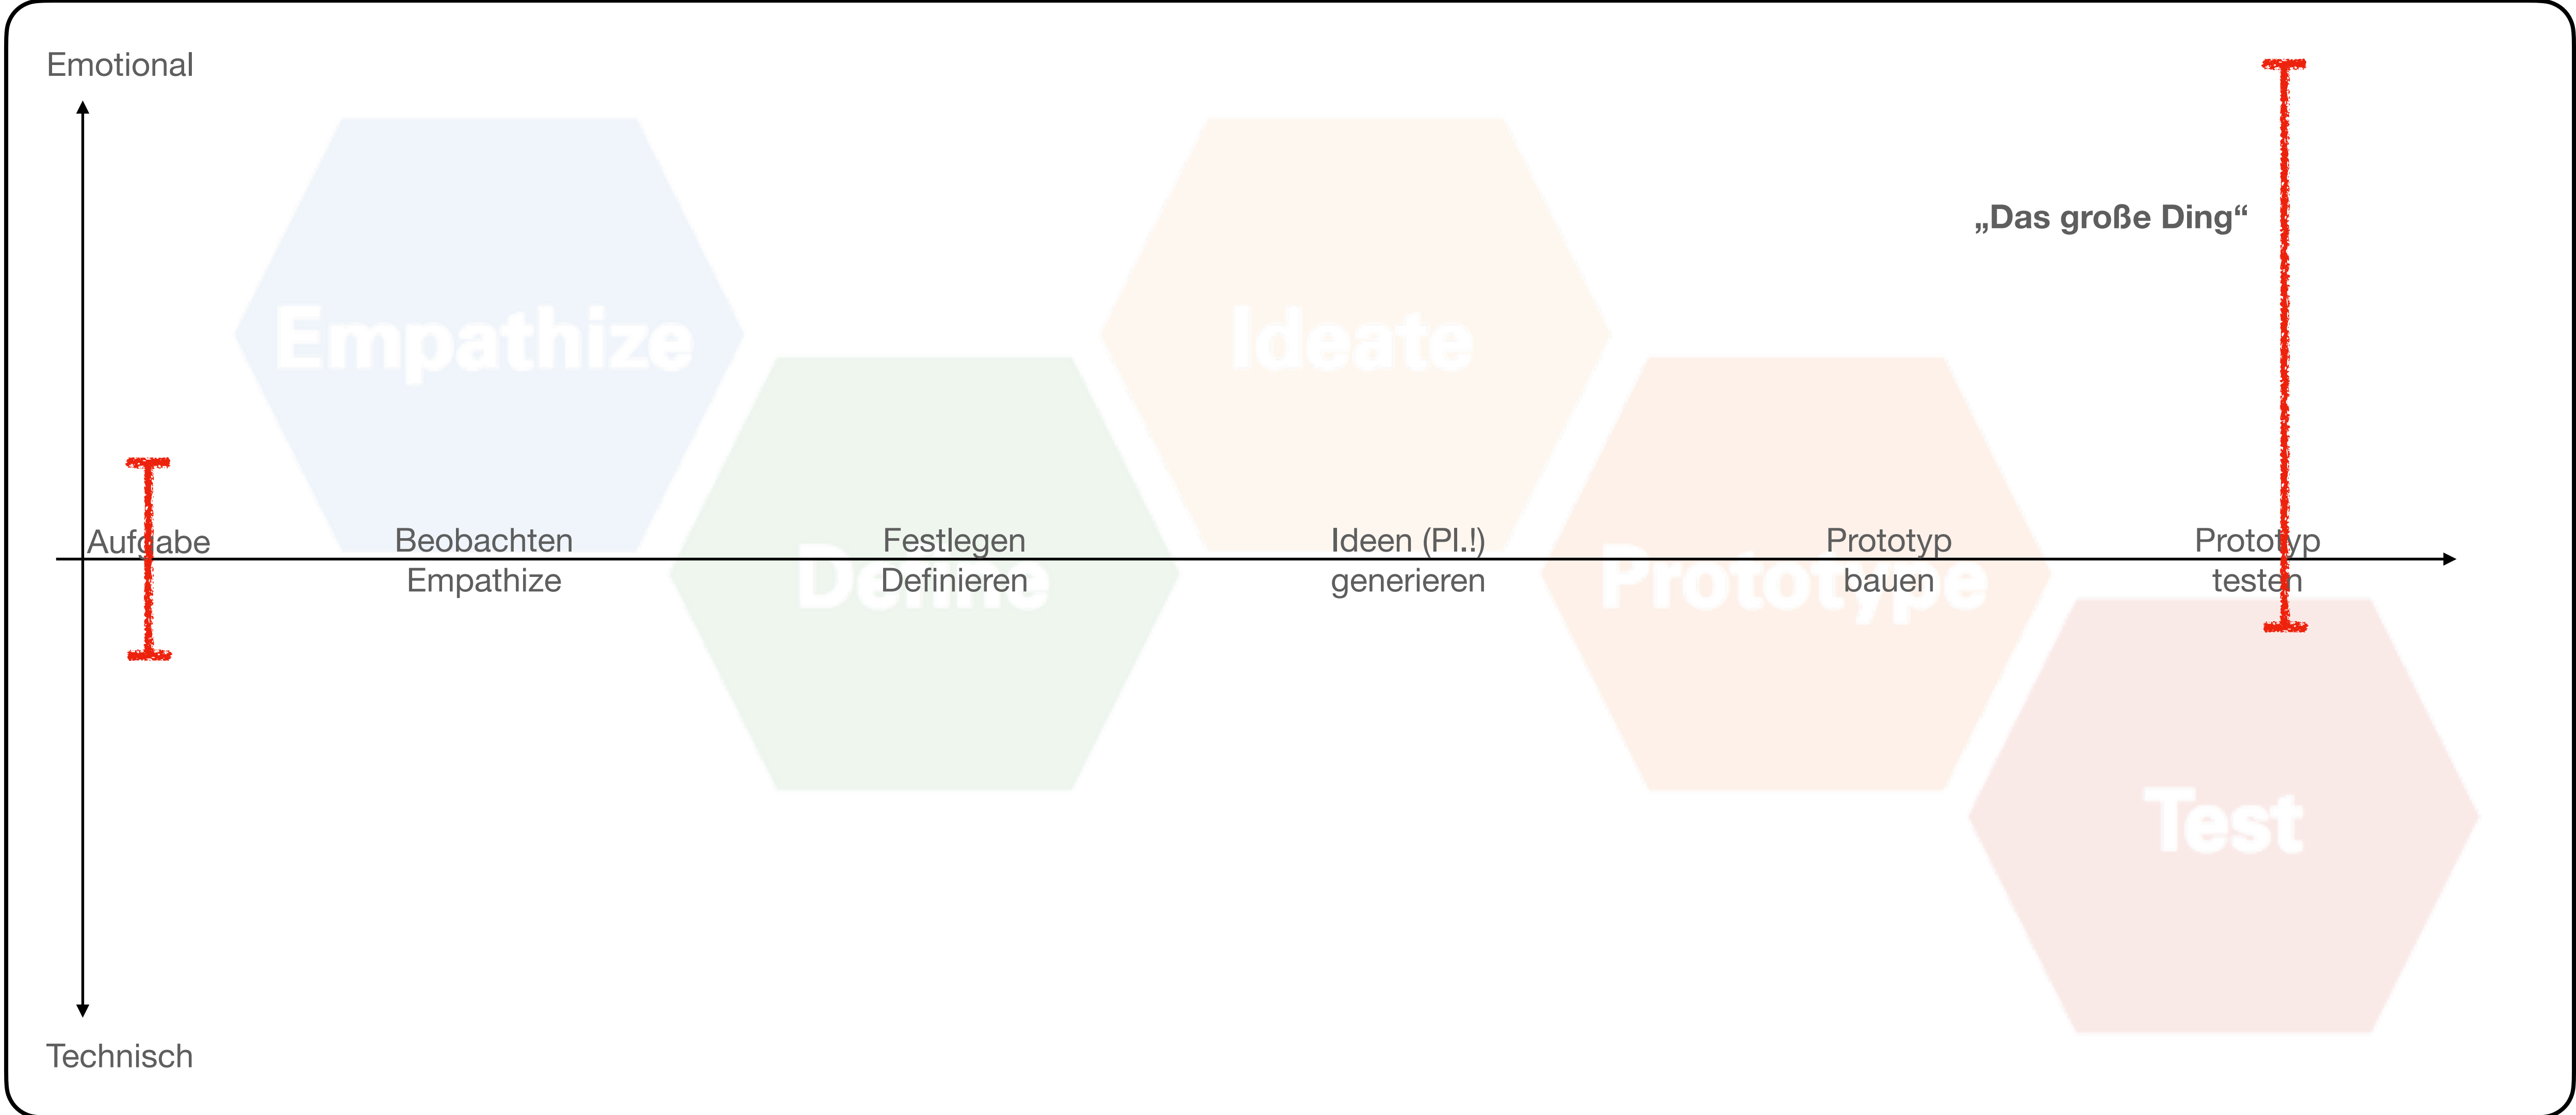 Emotional
„Das große Ding“
Empathize
Ideate
Aufgabe
Beobachten
Empathize
Festlegen
Definieren
Define
Ideen (Pl.!)
generieren
Prototyp
bauen
Prototype
Prototyp
testen
Test
Technisch